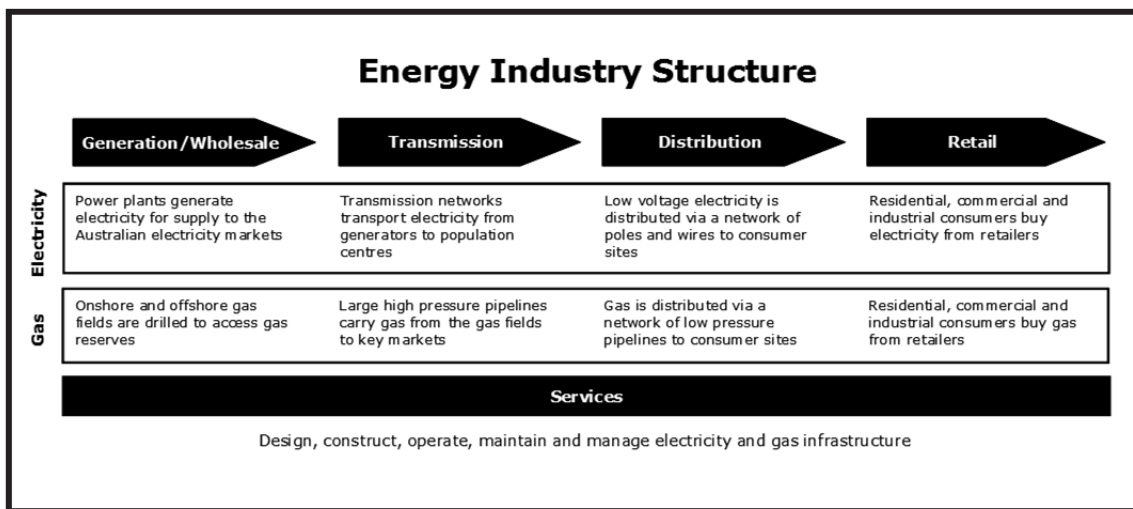 Energy Industry Structure
Generation/Wholesale
Transmission
Distribution
Retail
Electricity
Power plants generate
electricity for supply to the
Australian electricity markets
Transmission networks
transport electricity from
generators to population
centres
Low voltage electricity is
distributed via a network of
poles and wires to consumer
sites
Residential, commercial and
industrial consumers buy
electricity from retailers
Gas
Onshore and offshore gas
fields are drilled to access gas
reserves
Large high pressure pipelines
carry gas from the gas fields
to key markets
Gas is distributed via a
network of low pressure
pipelines to consumer sites
Residential, commercial and
industrial consumers buy gas
from retailers
Services
Design, construct, operate, maintain and manage electricity and gas infrastructure